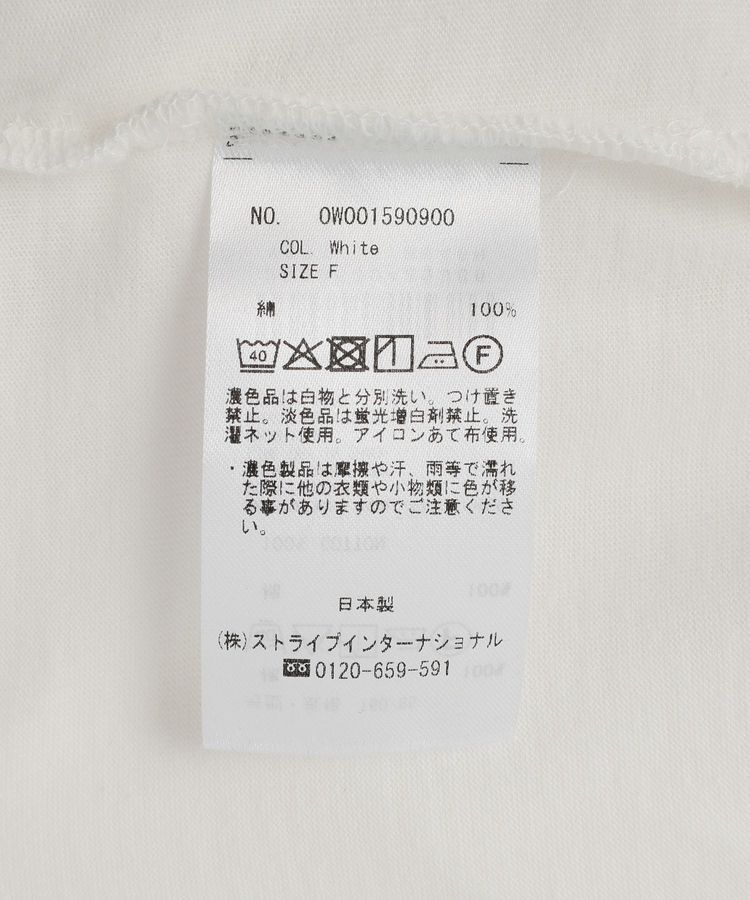 NO. 0W001590900
COL. White
SIZE F
綿 100%
40 F
濃色品は白物と分別洗い。つけ置き
禁止。淡色品は蛍光増白剤禁止。洗
濯ネット使用。アイロンあて布使用。
・濃色製品は摩擦や汗、雨等で濡れ
た際に他の衣類や小物類に色が移
る事がありますのでご注意くださ
い。
日本製
(株)ストライプインターナショナル
0120-659-591